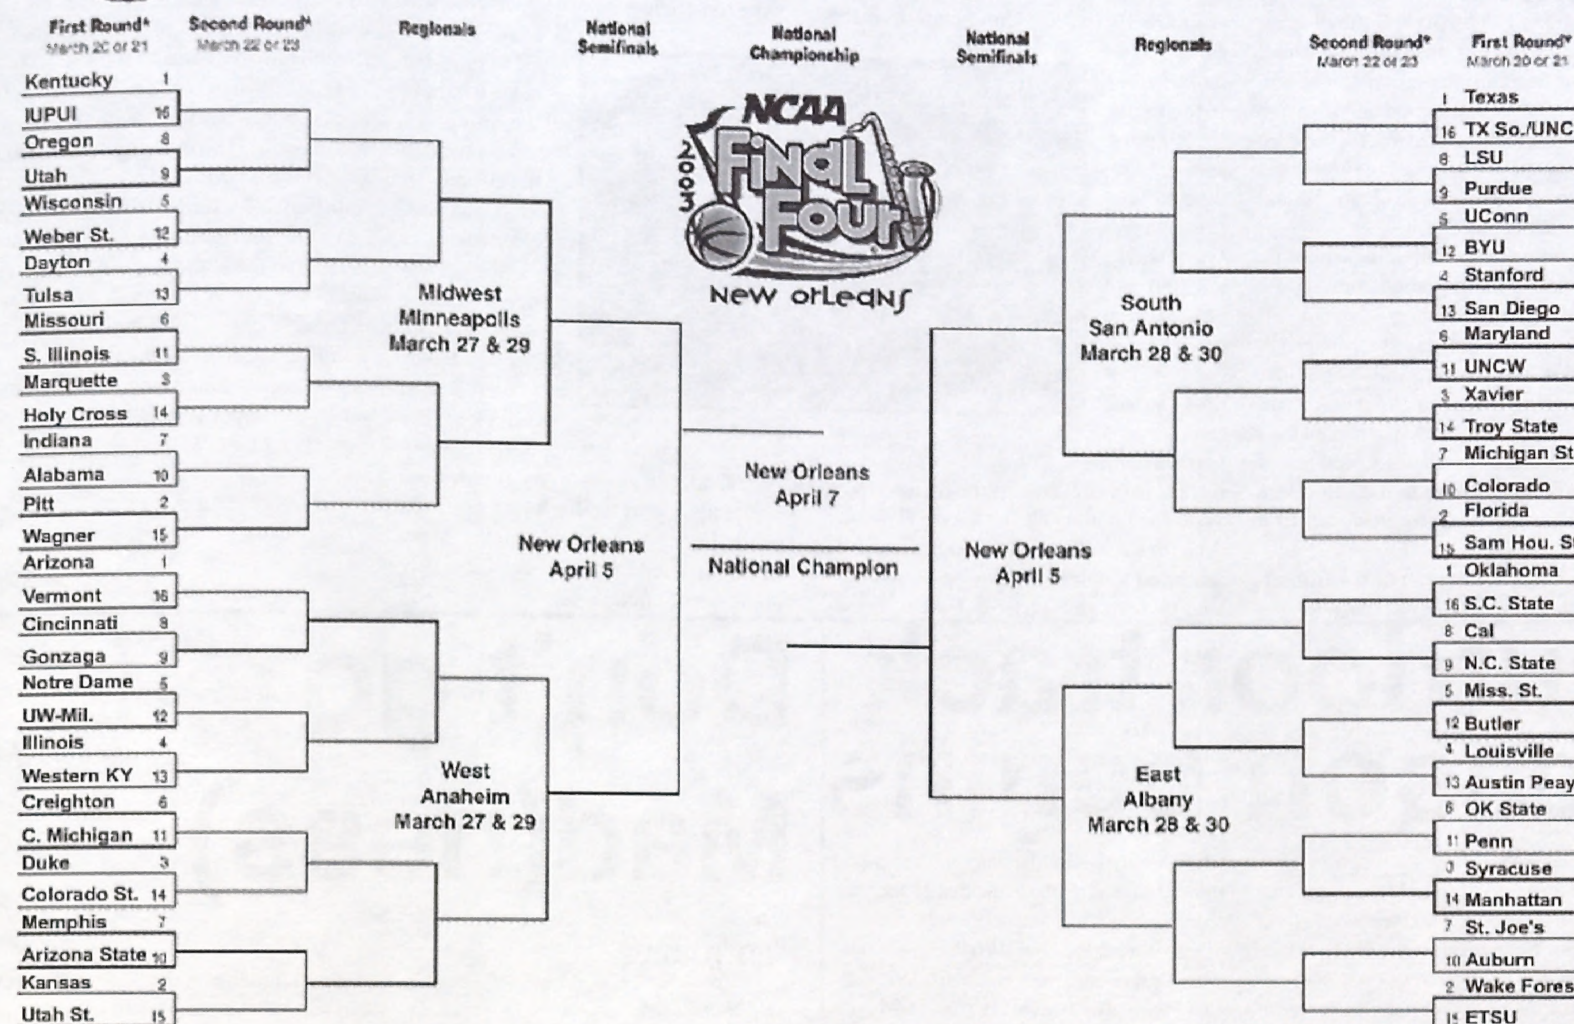 First Round*
March 20 or 21
Second Round*
March 22 or 23
Regionals
National
Semifinals
National
Championship
National
Semifinals
Regionals
Second Round*
March 22 or 23
First Round*
March 20 or 21
Kentucky 1
IUPUI 16
Oregon 8
Utah 9
Wisconsin 5
Weber St. 12
Dayton 4
Tulsa 13
Missouri 6
S. Illinois 11
Marquette 3
Holy Cross 14
Indiana 7
Alabama 10
Pitt 2
Wagner 15
Arizona 1
Vermont 16
Cincinnati 8
Gonzaga 9
Notre Dame 5
UW-Mil. 12
Illinois 4
Western KY 13
Creighton 6
C. Michigan 11
Duke 3
Colorado St. 14
Memphis 7
Arizona State 10
Kansas 2
Utah St. 15
Midwest
Minneapolis
March 27 & 29
West
Anaheim
March 27 & 29
New Orleans
April 5
NCAA
2003
Final
Four
New Orleans
New Orleans
April 7
National Champion
New Orleans
April 5
South
San Antonio
March 28 & 30
East
Albany
March 28 & 30
1 Texas
16 TX So./UNC
8 LSU
9 Purdue
5 UConn
12 BYU
4 Stanford
13 San Diego
6 Maryland
11 UNCW
3 Xavier
14 Troy State
7 Michigan St
10 Colorado
2 Florida
15 Sam Hou. S
1 Oklahoma
16 S.C. State
8 Cal
9 N.C. State
5 Miss. St.
12 Butler
4 Louisville
13 Austin Peay
6 OK State
11 Penn
3 Syracuse
14 Manhattan
7 St. Joe's
10 Auburn
2 Wake Fores
15 ETSU